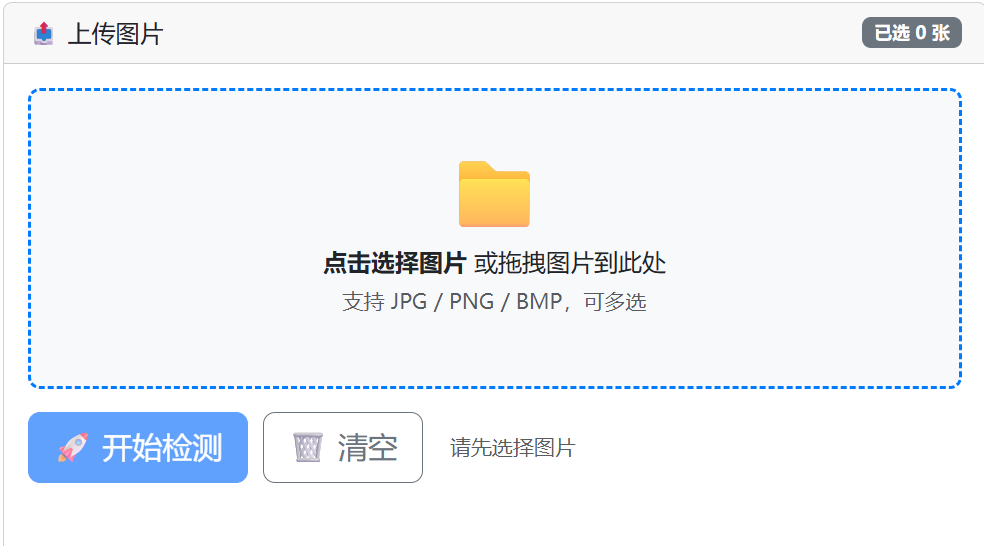 上传图片
已选 0 张
点击选择图片 或拖拽图片到此处
支持 JPG / PNG / BMP，可多选
开始检测
清空
请先选择图片